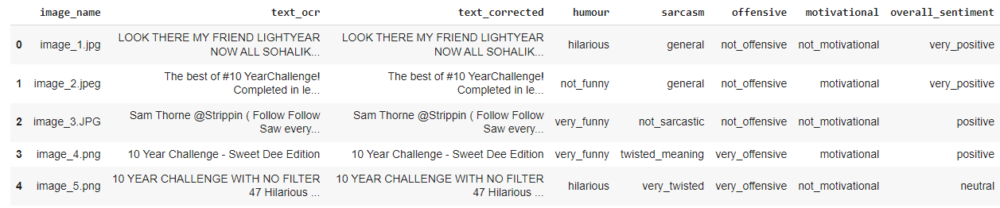 image_name text_ocr text_corrected humour sarcasm offensive motivational overall_sentiment
0 image_1.jpg LOOK THERE MY FRIEND LIGHTYEAR NOW ALL SOHALIK... LOOK THERE MY FRIEND LIGHTYEAR NOW ALL SOHALIK... hilarious general not_offensive not_motivational very_positive
1 image_2.jpeg The best of #10 YearChallenge! Completed in le... The best of #10 YearChallenge! Completed in le... not_funny general not_offensive motivational very_positive
2 image_3.JPG Sam Thorne @Strippin ( Follow Follow Saw every... Sam Thorne @Strippin ( Follow Follow Saw every... very_funny not_sarcastic not_offensive not_motivational positive
3 image_4.png 10 Year Challenge - Sweet Dee Edition 10 Year Challenge - Sweet Dee Edition very_funny twisted_meaning very_offensive motivational positive
4 image_5.png 10 YEAR CHALLENGE WITH NO FILTER 47 Hilarious ... 10 YEAR CHALLENGE WITH NO FILTER 47 Hilarious ... hilarious very_twisted very_offensive not_motivational neutral